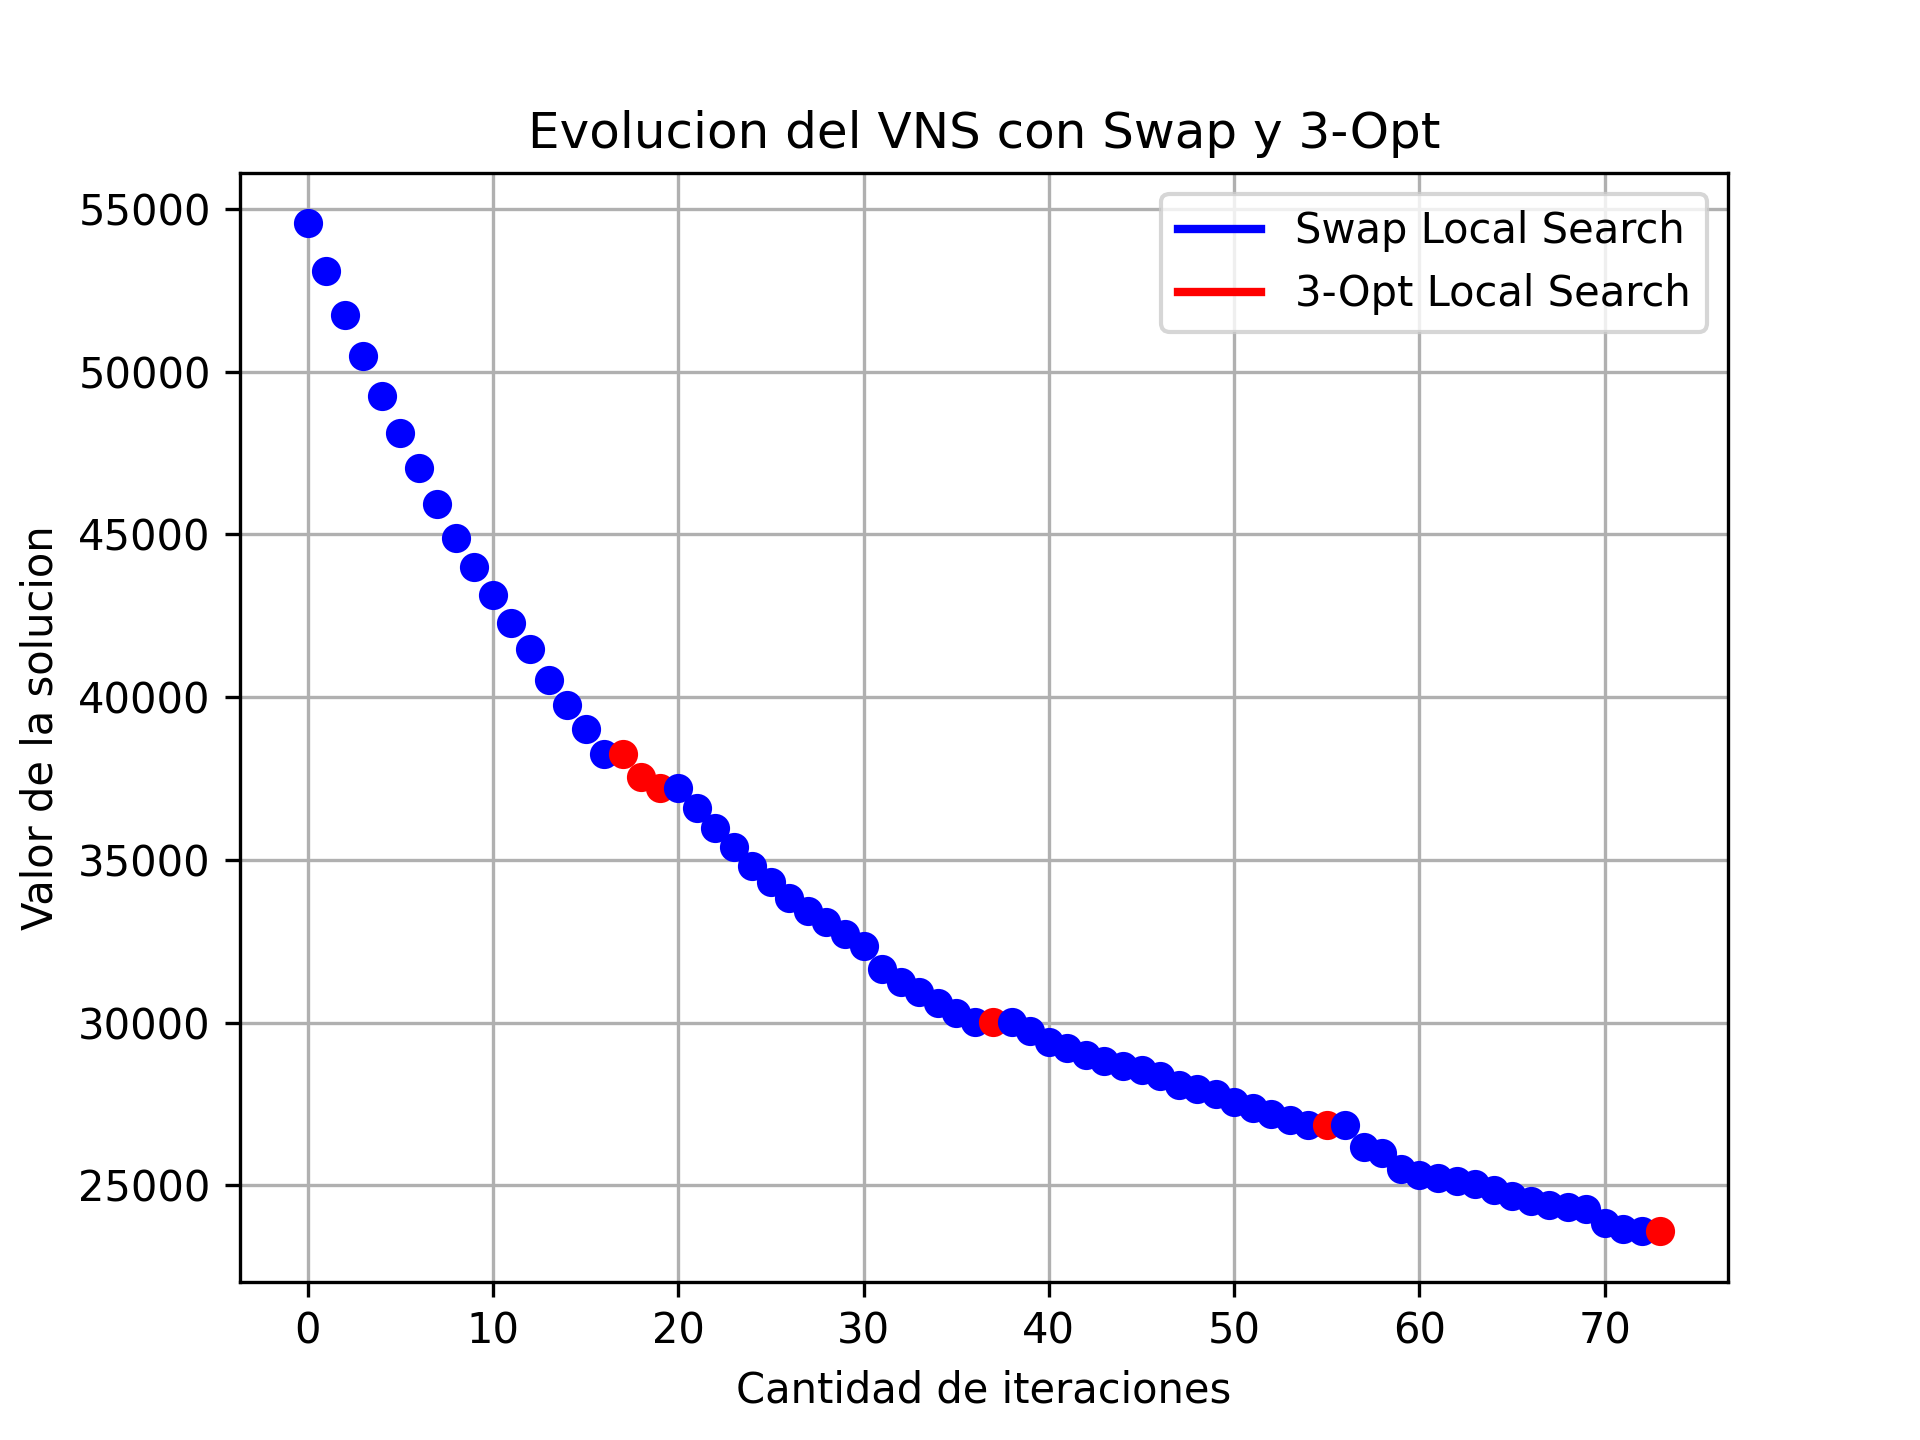 Evolucion del VNS con Swap y 3-Opt
Swap Local Search
3-Opt Local Search
Valor de la solucion
55000
50000
45000
40000
35000
30000
25000
0 10 20 30 40 50 60 70
Cantidad de iteraciones